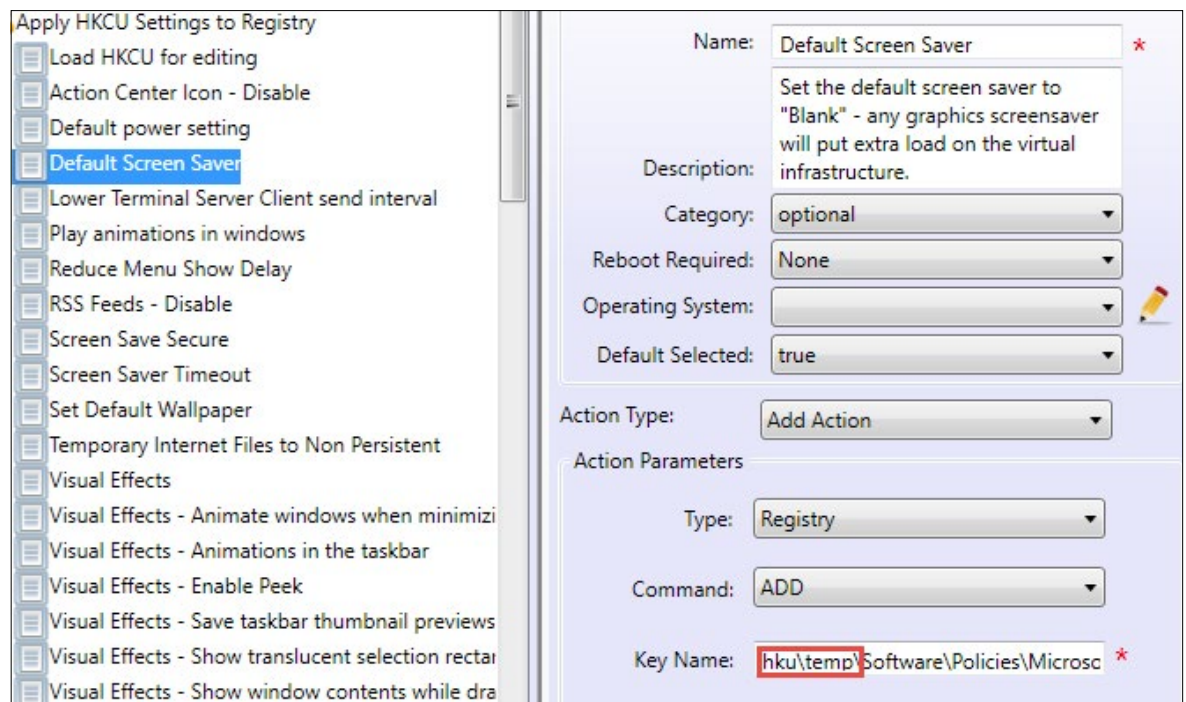 Apply HKCU Settings to Registry
Load HKCU for editing
Action Center Icon - Disable
Default power setting
Default Screen Saver
Lower Terminal Server Client send interval
Play animations in windows
Reduce Menu Show Delay
RSS Feeds - Disable
Screen Save Secure
Screen Saver Timeout
Set Default Wallpaper
Temporary Internet Files to Non Persistent
Visual Effects
Visual Effects - Animate windows when minimizi
Visual Effects - Animations in the taskbar
Visual Effects - Enable Peek
Visual Effects - Save taskbar thumbnail previews
Visual Effects - Show translucent selection rectar
Visual Effects - Show window contents while dra
Name: Default Screen Saver *
Set the default screen saver to
"Blank" - any graphics screensaver
will put extra load on the virtual
Description: infrastructure.
Category: optional
Reboot Required: None
Operating System:
Default Selected: true
Action Type: Add Action
Action Parameters
Type: Registry
Command: ADD
Key Name: hku\temp\Software\Policies\Microsc *